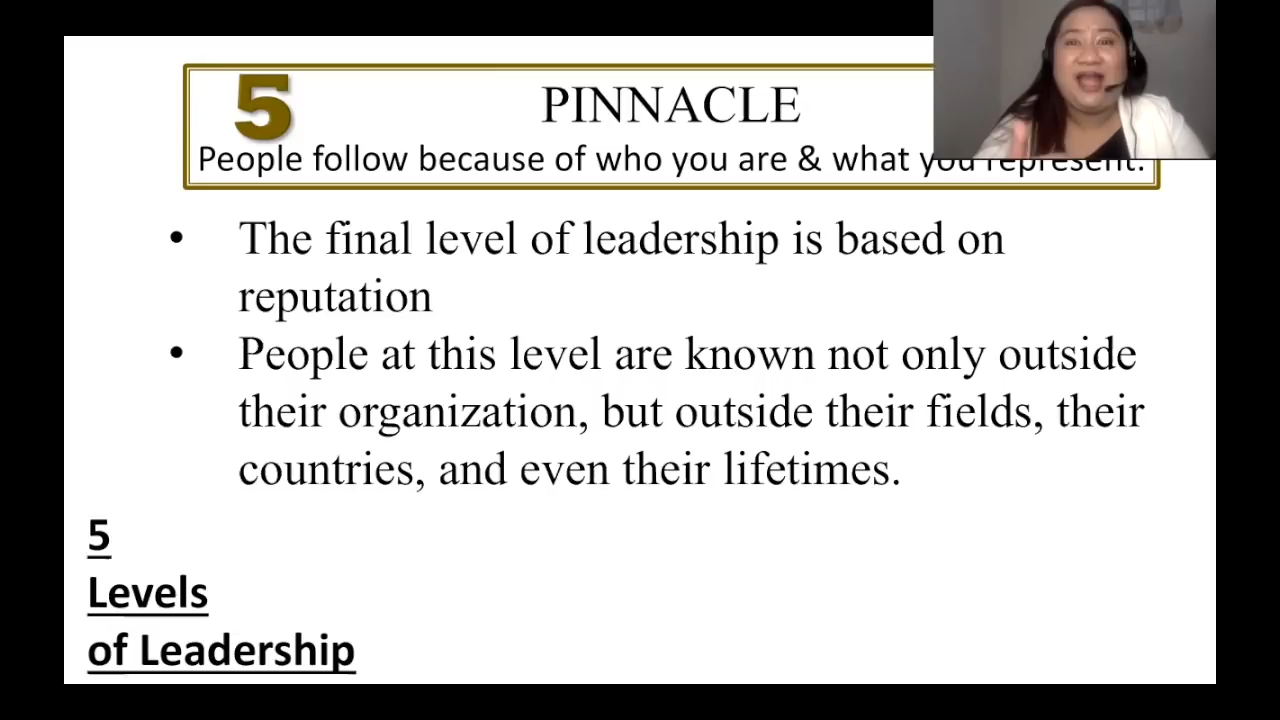 5
PINNACLE
People follow because of who you are & what you represent.
• The final level of leadership is based on
reputation
• People at this level are known not only outside
their organization, but outside their fields, their
countries, and even their lifetimes.
5
Levels
of Leadership